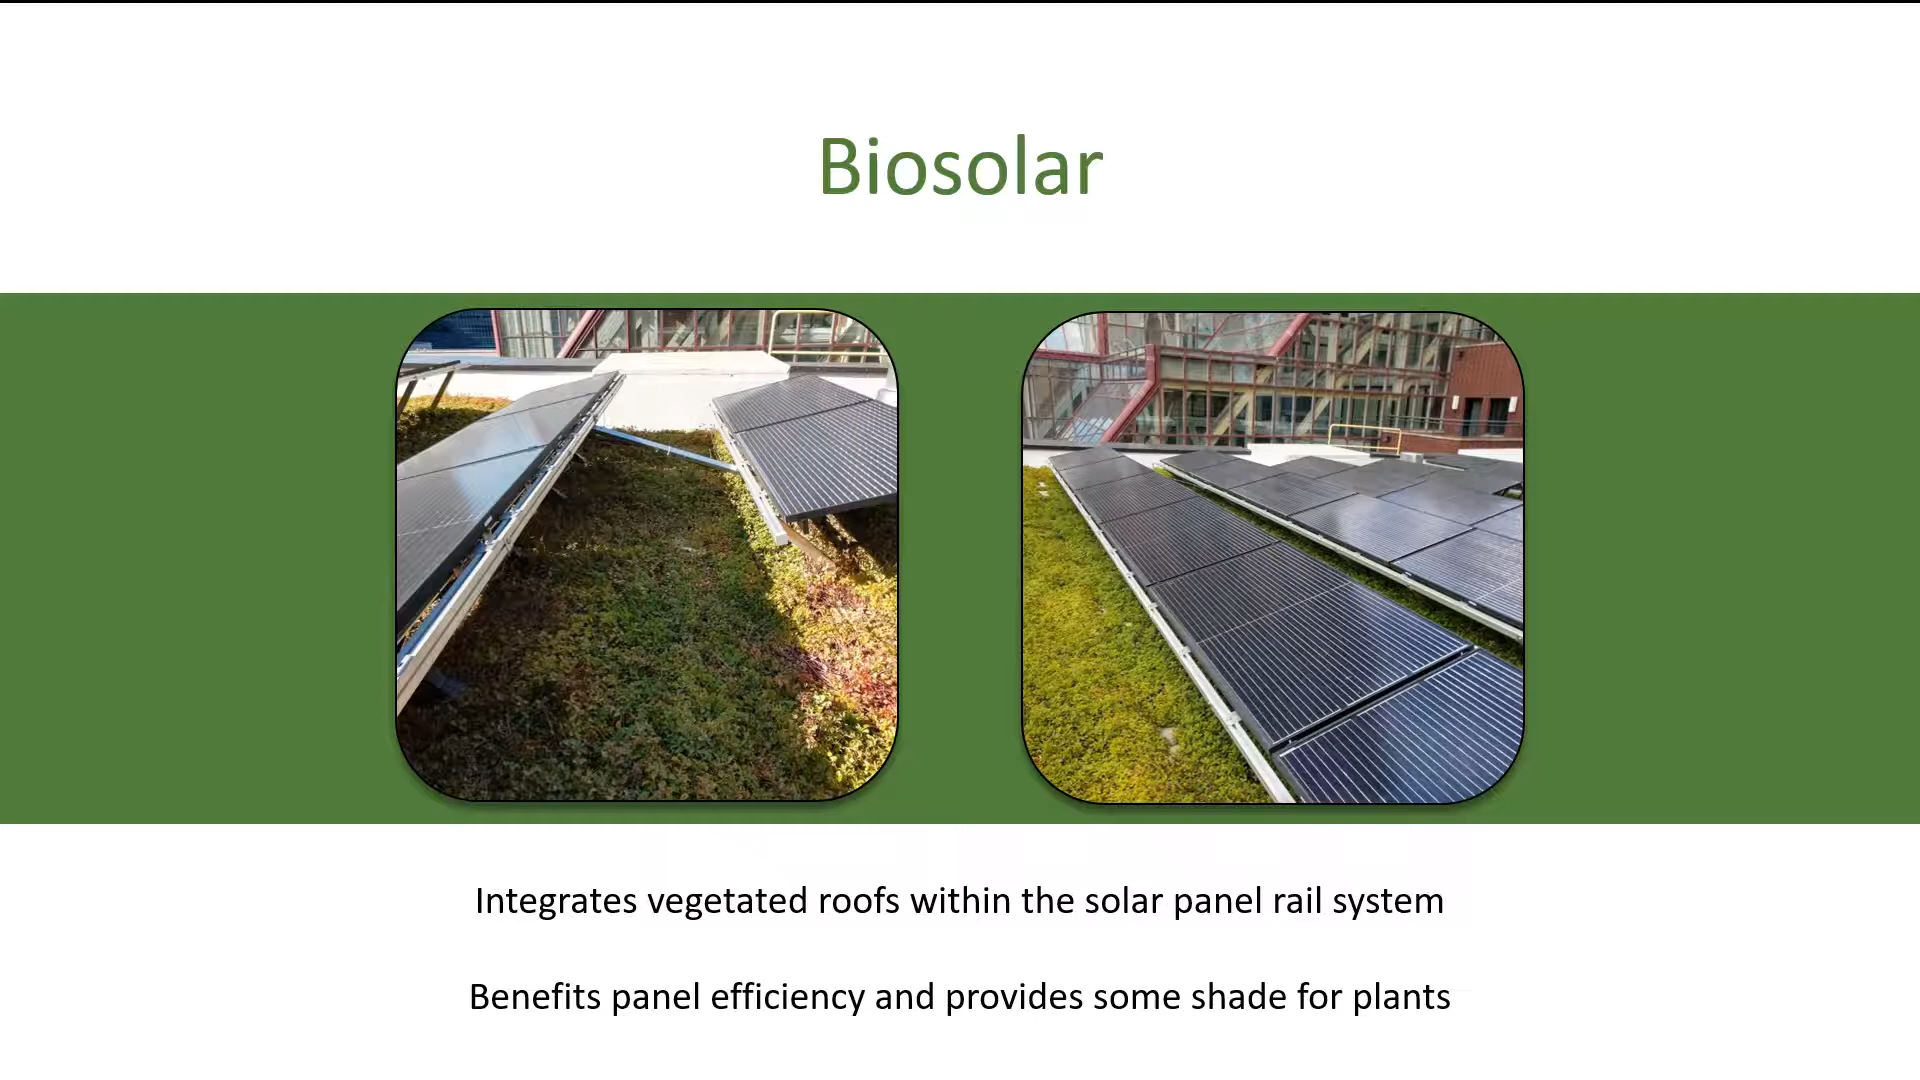 Biosolar
Integrates vegetated roofs within the solar panel rail system
Benefits panel efficiency and provides some shade for plants